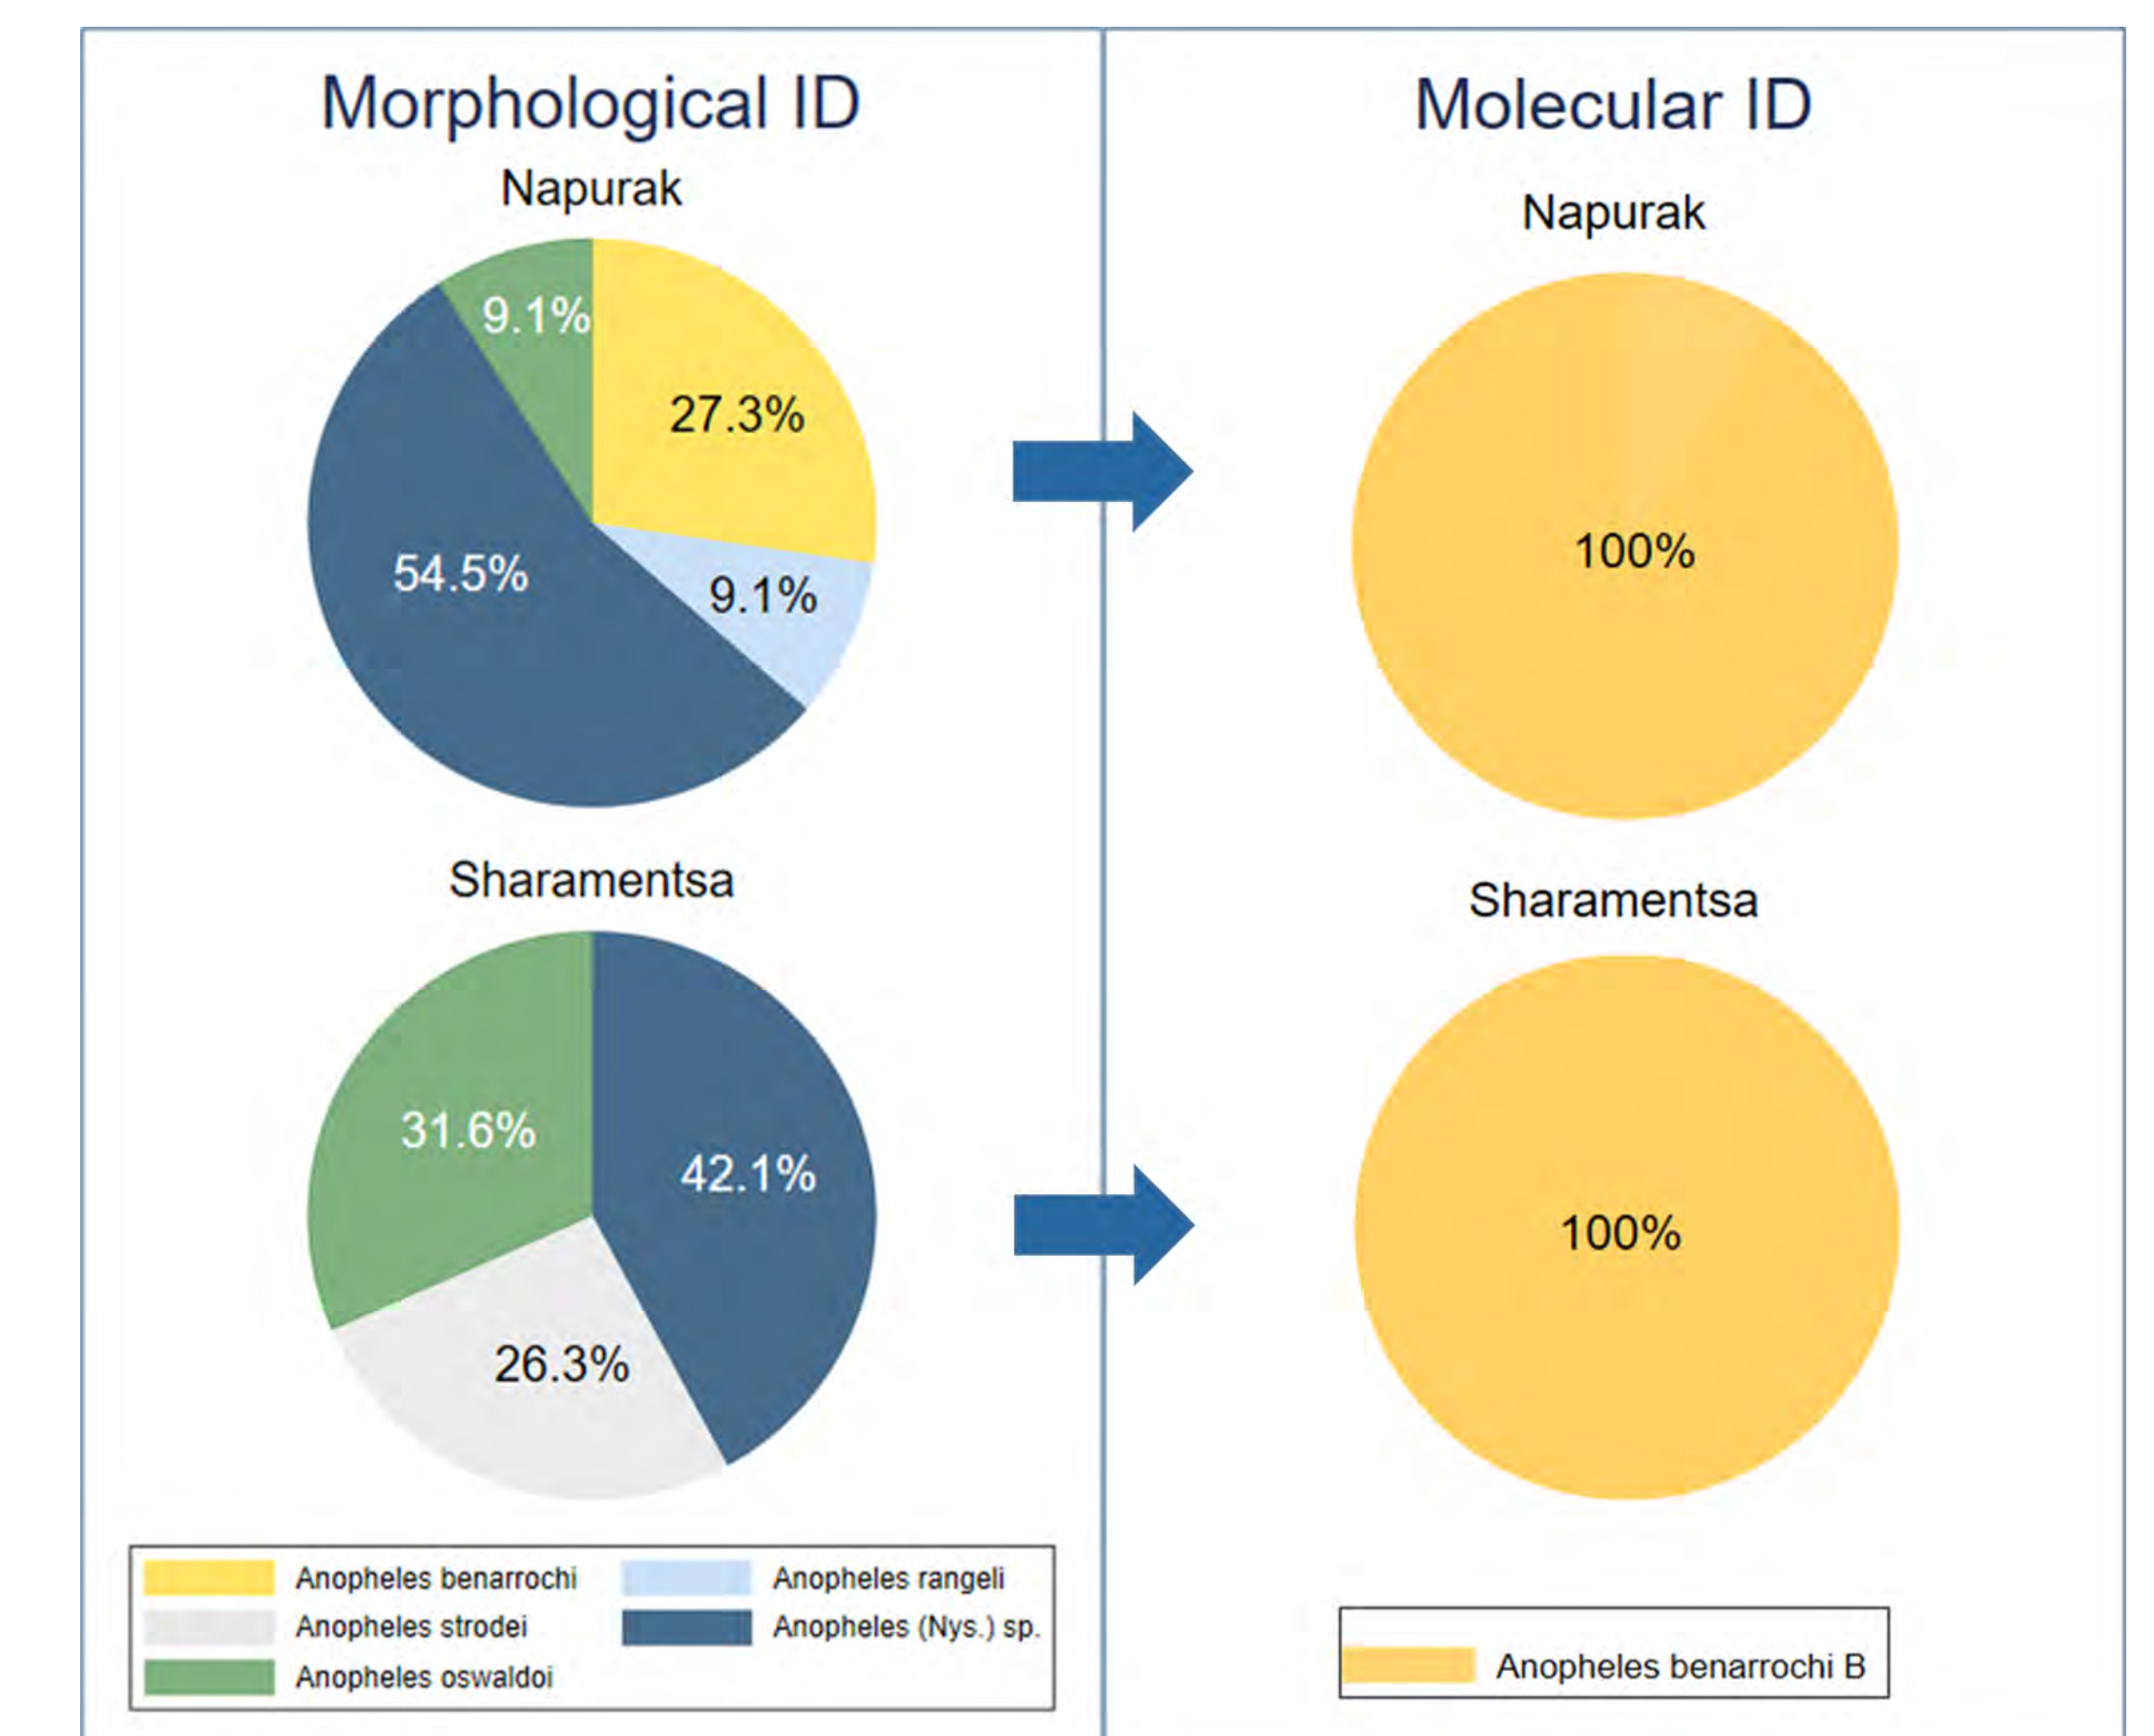 Morphological ID
Napurak
9.1%
27.3%
54.5%
9.1%
Sharamentsa
31.6%
42.1%
26.3%
Anopheles benarrochi
Anopheles rangeli
Anopheles strodei
Anopheles (Nys.) sp.
Anopheles oswaldoi
Molecular ID
Napurak
100%
Sharamentsa
100%
Anopheles benarrochi B